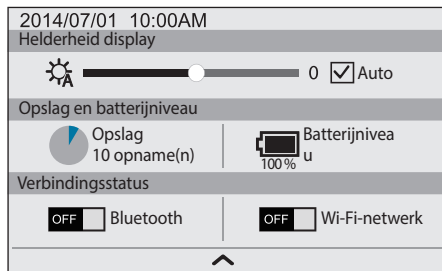 2014/07/01 10:00AM
Helderheid display
A
0 Auto
Opslag en batterijniveau
Opslag
10 opname(n)
Batterijnivea
u
100 %
Verbindingsstatus
OFF Bluetooth
OFF Wi-Fi-netwerk